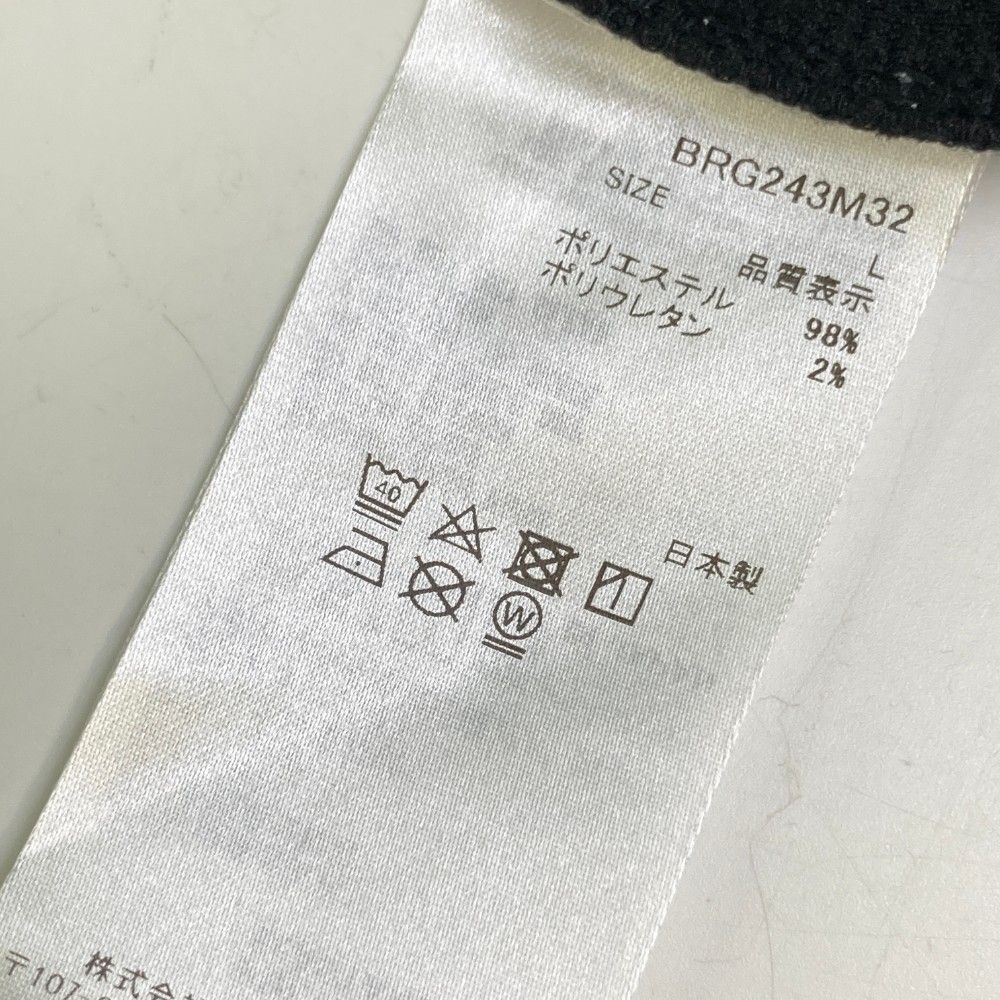 BRG243M32
SIZE L
品質表示
ポリエステル 98%
ポリウレタン 2%
40
W
日本製
株式会
〒107-